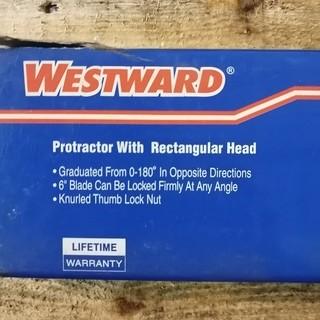 WESTWARD®
Protractor With Rectangular Head
• Graduated From 0-180° In Opposite Directions
• 6" Blade Can Be Locked Firmly At Any Angle
• Knurled Thumb Lock Nut
LIFETIME
WARRANTY